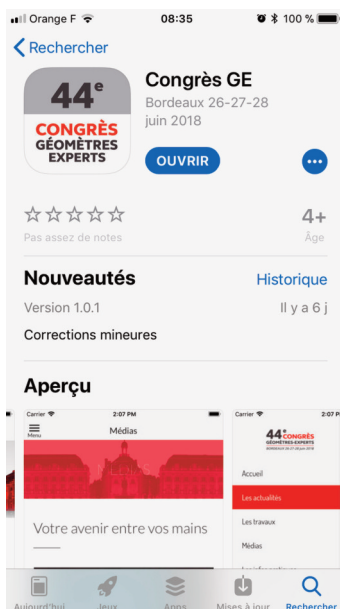 Orange F 08:35 100 %
Rechercher
44e
CONGRÈS
GÉOMÈTRES
EXPERTS
Congrès GE
Bordeaux 26-27-28
juin 2018
OUVRIR
Pas assez de notes
4+
Âge
Nouveautés Historique
Version 1.0.1 Il y a 6 j
Corrections mineures
Aperçu
Carrier 2:07 PM
Menu
Médias
Votre avenir entre vos mains
Carrier 2:07 P
44e CONGRÈS
GÉOMÈTRES-EXPERTS
Accueil
Les actualités
Les travaux
Médias
Aujourd'hui Jeux Apps Mises à jour Rechercher